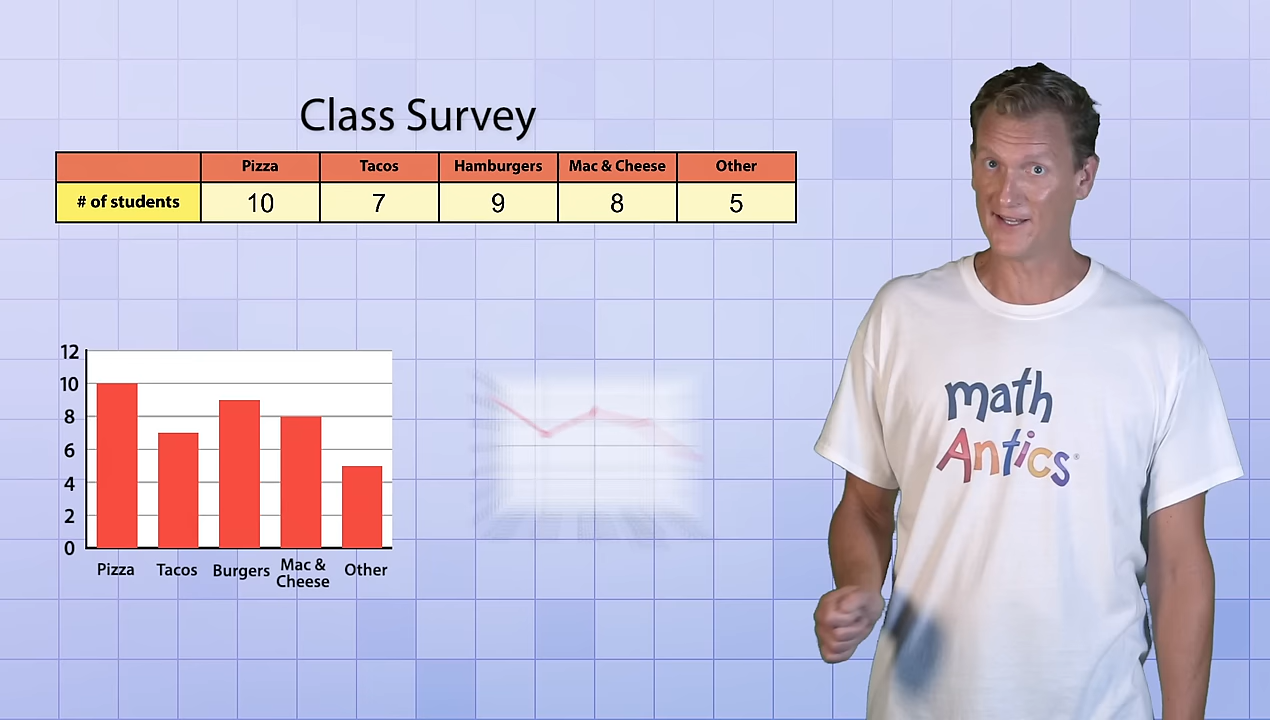 Class Survey
Pizza Tacos Hamburgers Mac & Cheese Other
# of students 10 7 9 8 5
12
10
8
6
4
2
0
Pizza Tacos Burgers Mac & Cheese Other
math
Antics®